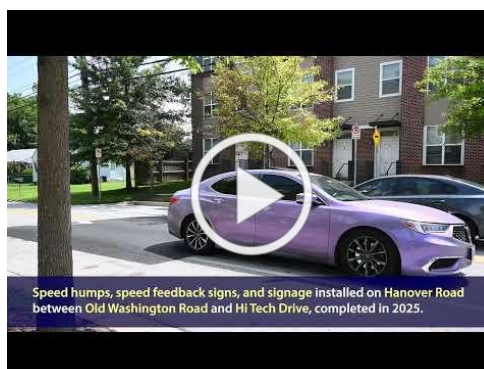 Speed humps, speed feedback signs, and signage installed on Hanover Road
between Old Washington Road and Hi Tech Drive, completed in 2025.